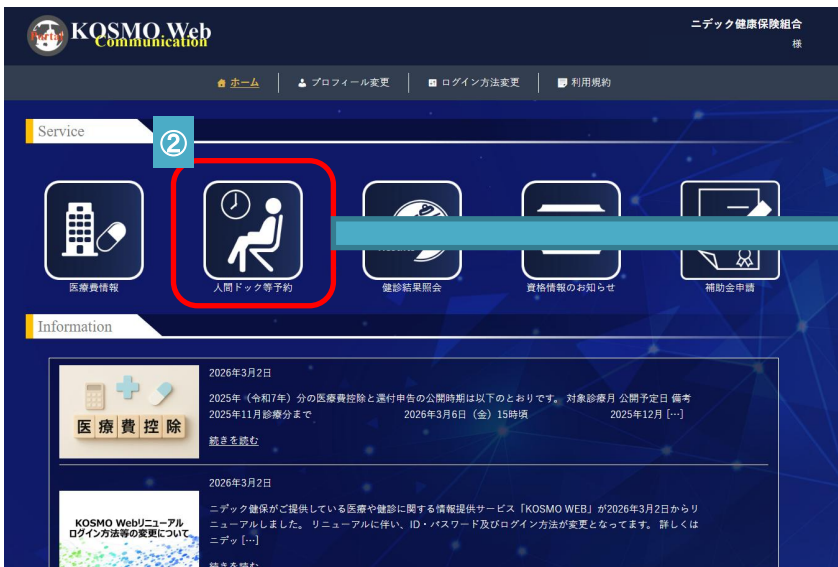 Portal
KOSMO Web
Communication
ニデック健康保険組合
様
ホーム
プロフィール変更
ログイン方法変更
利用規約
Service
②
医療費情報
人間ドック等予約
健診結果照会
資格情報のお知らせ
補助金申請
Information
2026年3月2日
2025年（令和7年）分の医療費控除と還付申告の公開時期は以下のとおりです。 対象診療月 公開予定日 備考
2025年11月診療分まで 2026年3月6日（金）15時頃 2025年12月 […]
続きを読む
医療費控除
2026年3月2日
ニデック健保がご提供している医療や健診に関する情報提供サービス「KOSMO WEB」が2026年3月2日からリ
ニューアルしました。 リニューアルに伴い、ID・パスワード及びログイン方法が変更となってます。 詳しくは
ニデッ […]
続きを読む
KOSMO Webリニューアル
ログイン方法等の変更について